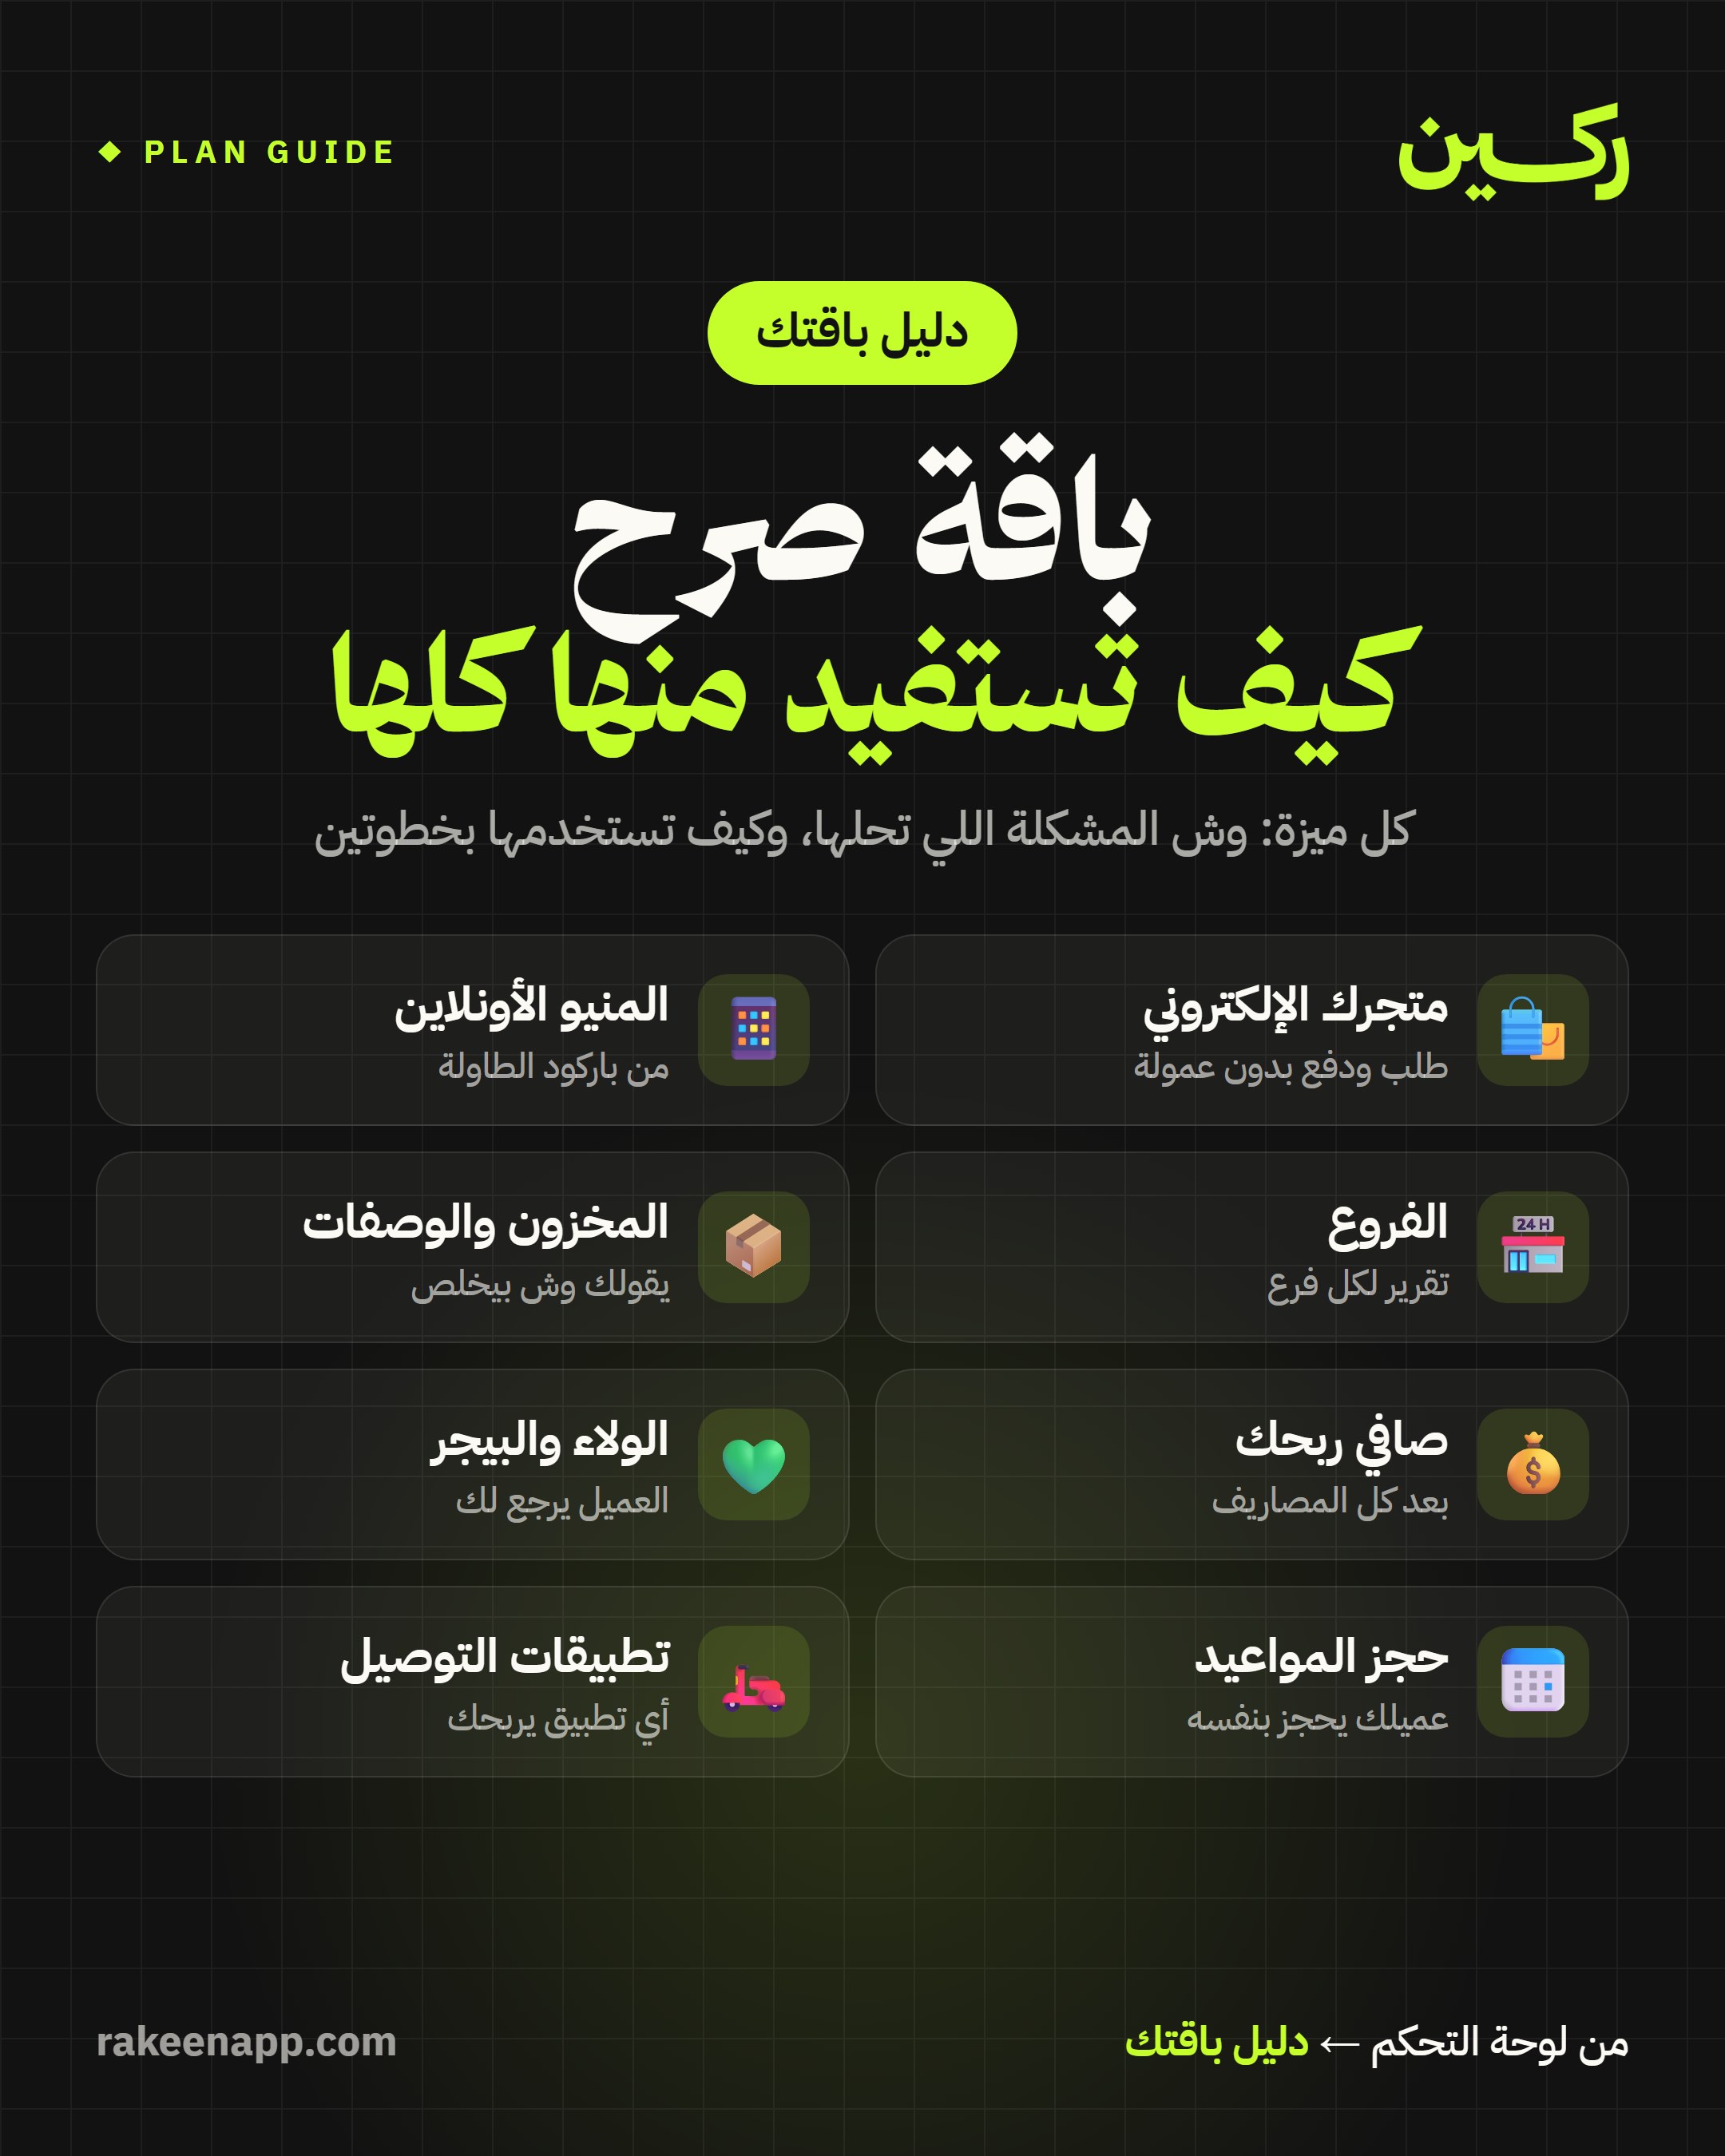 ركين
◆ PLAN GUIDE
دليل باقتك
باقة صرح
كيف تستفيد منها كلها
كل ميزة: وش المشكلة اللي تحلها، وكيف تستخدمها بخطوتين
متجرك الإلكتروني
طلب ودفع بدون عمولة
المنيو الأونلاين
من باركود الطاولة
24H
الفروع
تقرير لكل فرع
المخزون والوصفات
يقولك وش بيخلص
$
صافي ربحك
بعد كل المصاريف
الولاء والبيجر
العميل يرجع لك
حجز المواعيد
عميلك يحجز بنفسه
تطبيقات التوصيل
أي تطبيق يربحك
من لوحة التحكم ← دليل باقتك
rakeenapp.com